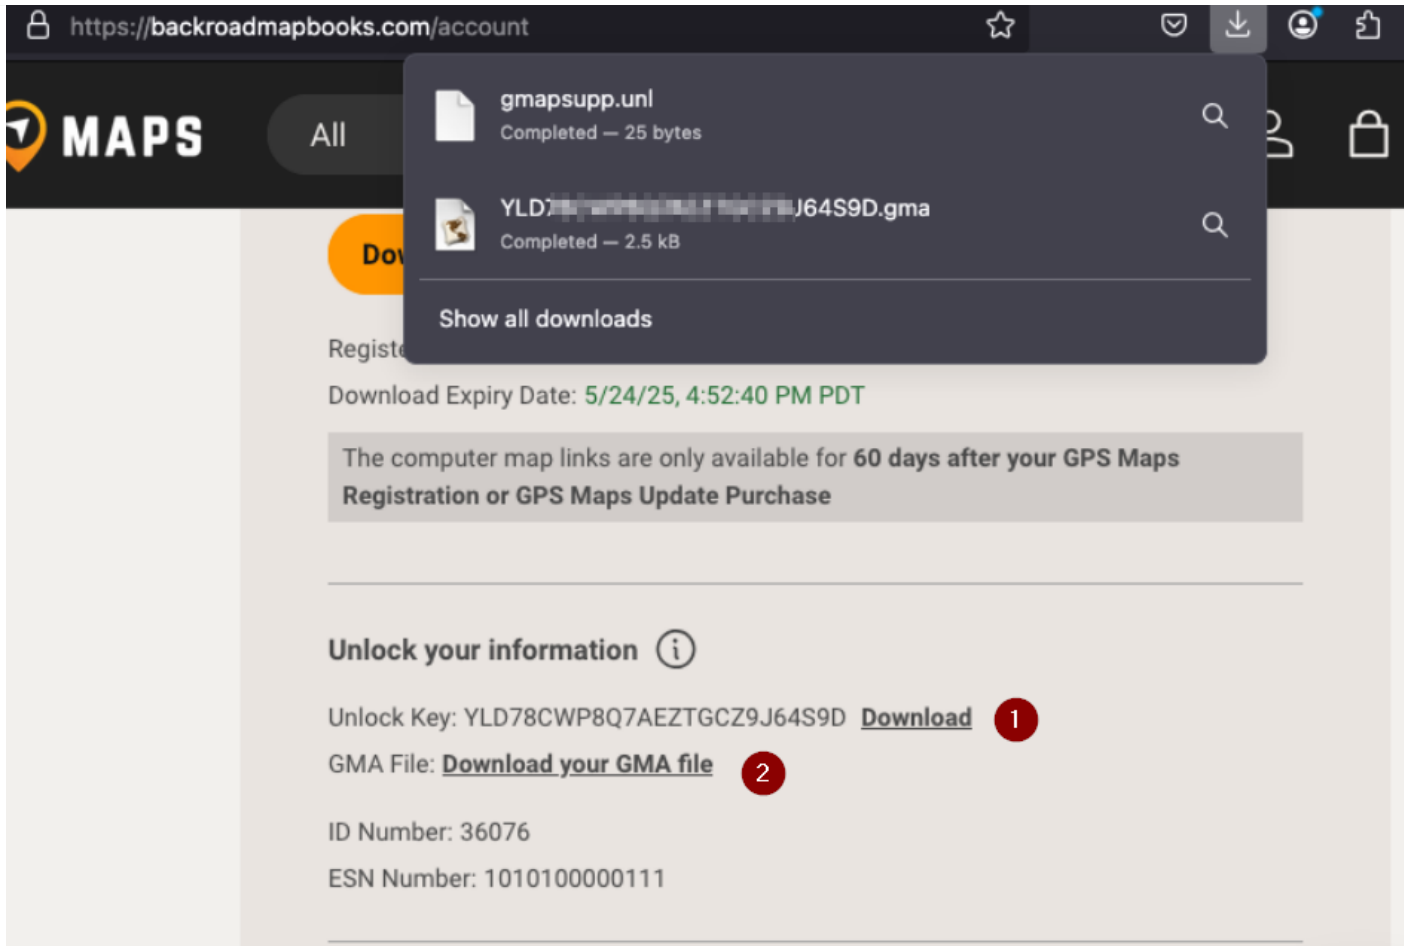 https://backroadmapbooks.com/account
MAPS
All
gmapsupp.unl
Completed — 25 bytes
J64S9D.gma
Completed — 2.5 kB
Show all downloads
Download Expiry Date: 5/24/25, 4:52:40 PM PDT
The computer map links are only available for 60 days after your GPS Maps
Registration or GPS Maps Update Purchase
Unlock your information
Unlock Key: YLD78CWP8Q7AEZTGCZ9J64S9D Download 1
GMA File: Download your GMA file 2
ID Number: 36076
ESN Number: 1010100000111